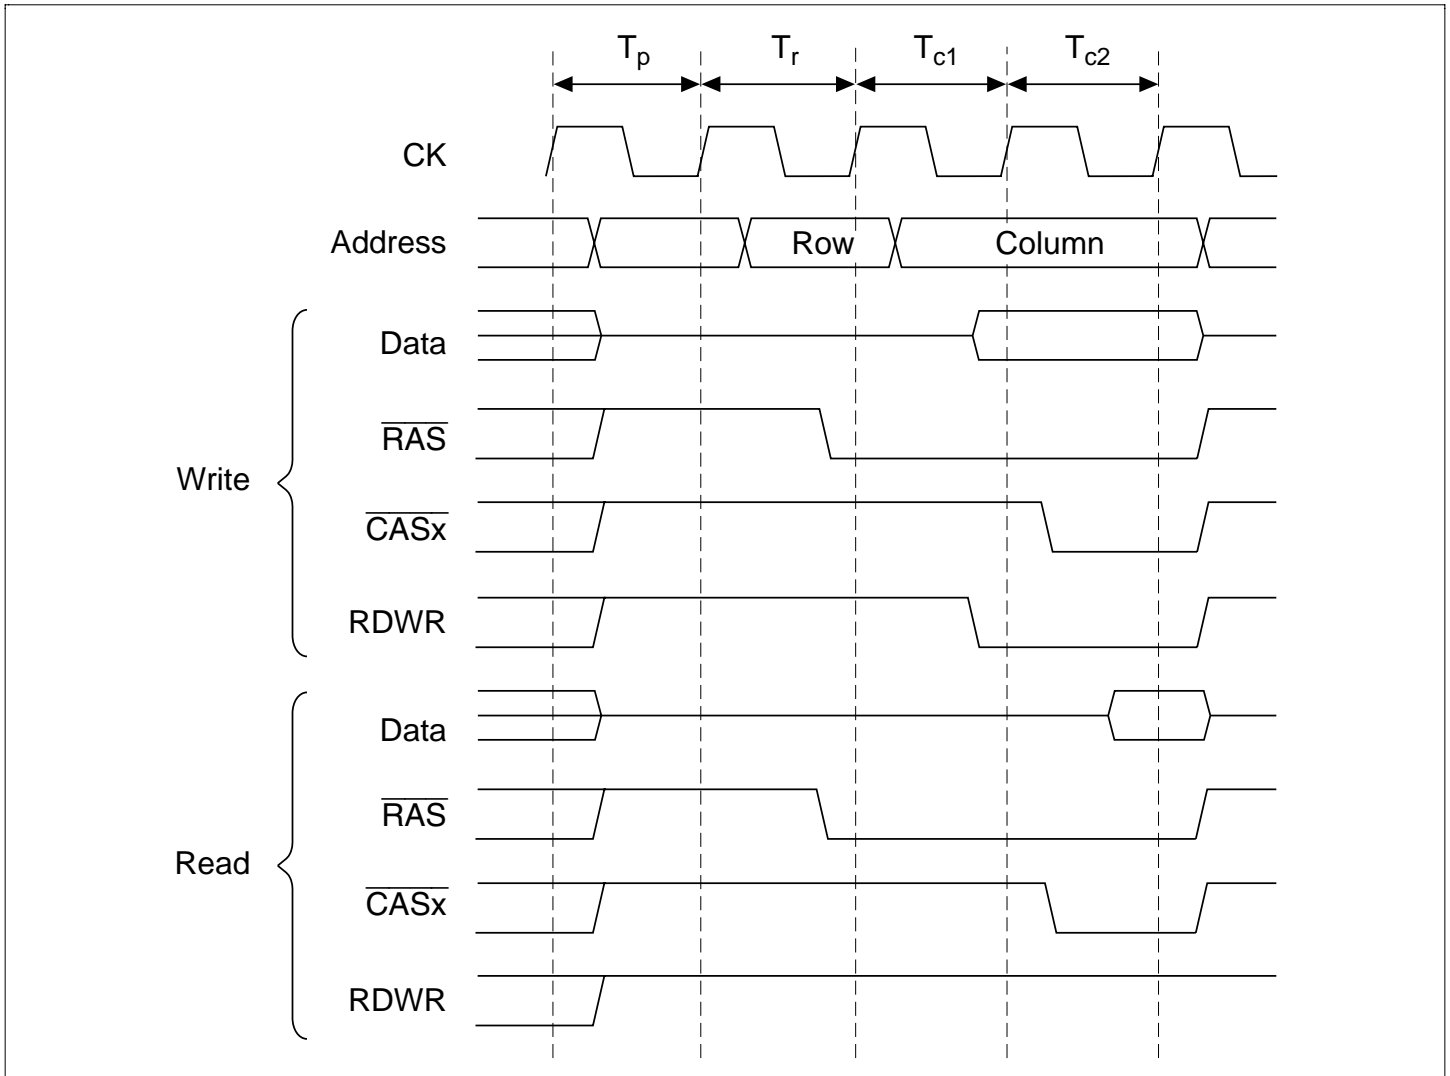 Tp Tr Tc1 Tc2
CK
Address Row Column
Data
RAS
Write
CASx
RDWR
Data
RAS
Read
CASx
RDWR